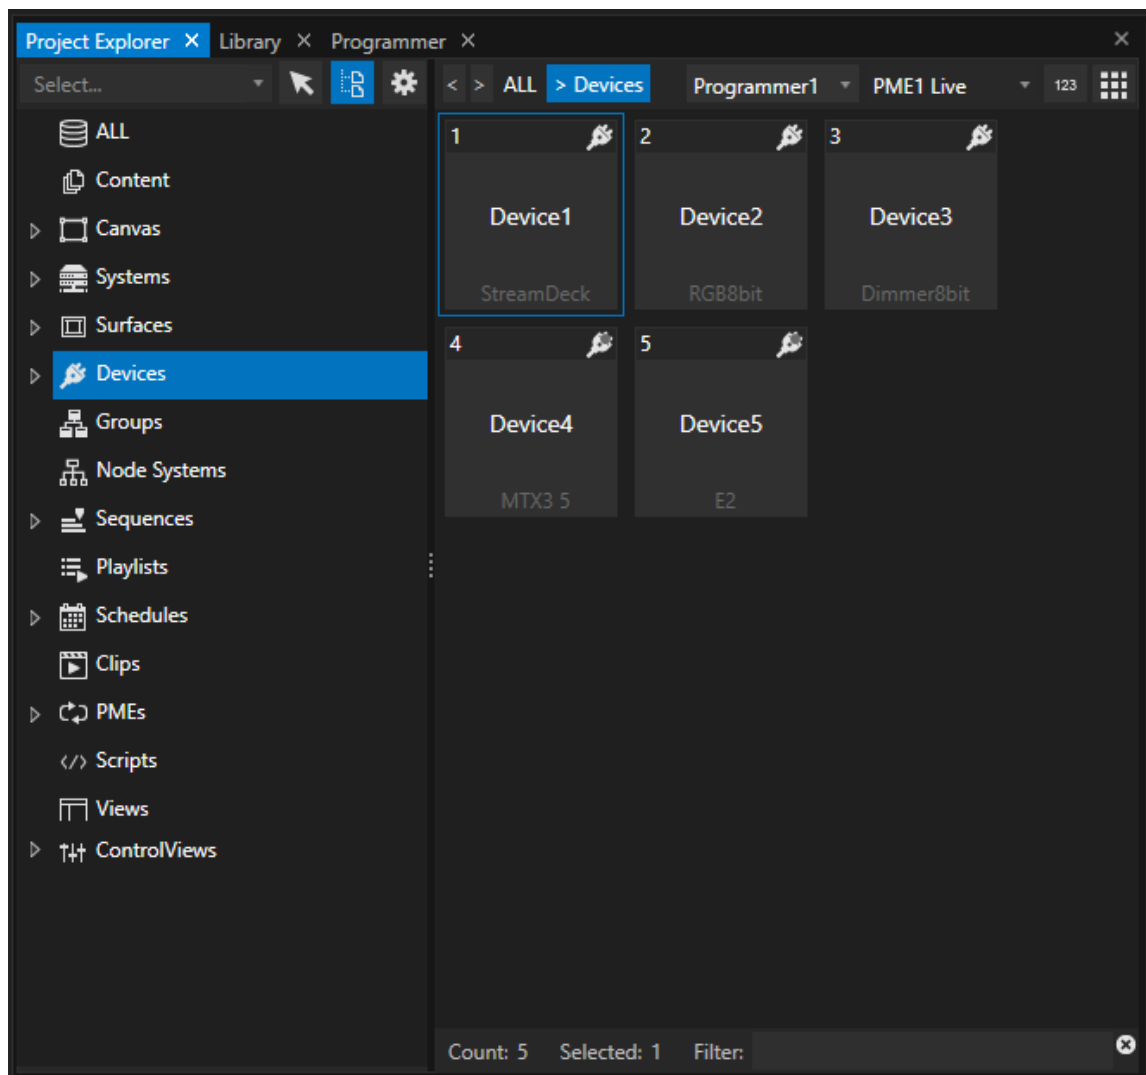 Project Explorer Library Programmer
Select...
ALL > Devices Programmer1 PME1 Live 123
ALL
Content
Canvas
Systems
Surfaces
Devices
Groups
Node Systems
Sequences
Playlists
Schedules
Clips
PMEs
Scripts
Views
ControlViews
1
Device1
StreamDeck
2
Device2
RGB8bit
3
Device3
Dimmer8bit
4
Device4
MTX3 5
5
Device5
E2
Count: 5 Selected: 1 Filter: